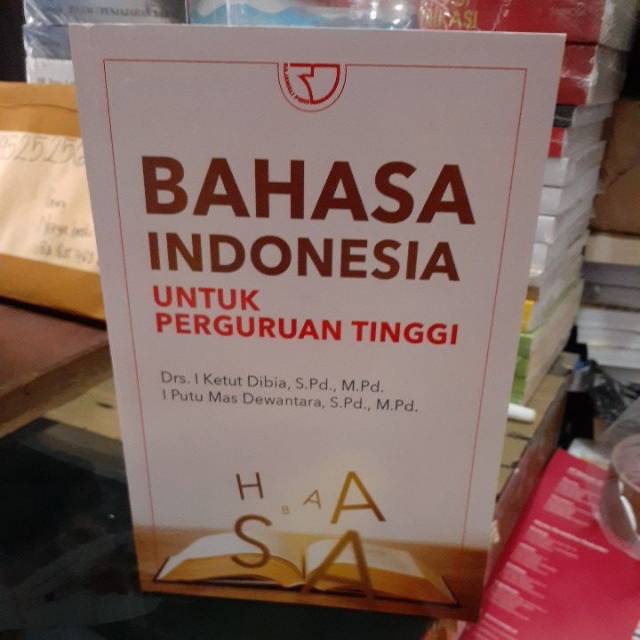 BAHASA
INDONESIA
UNTUK
PERGURUAN TINGGI
Drs. I Ketut Dibia, S.Pd., M.Pd.
I Putu Mas Dewantara, S.Pd., M.Pd.
H B A A
S A